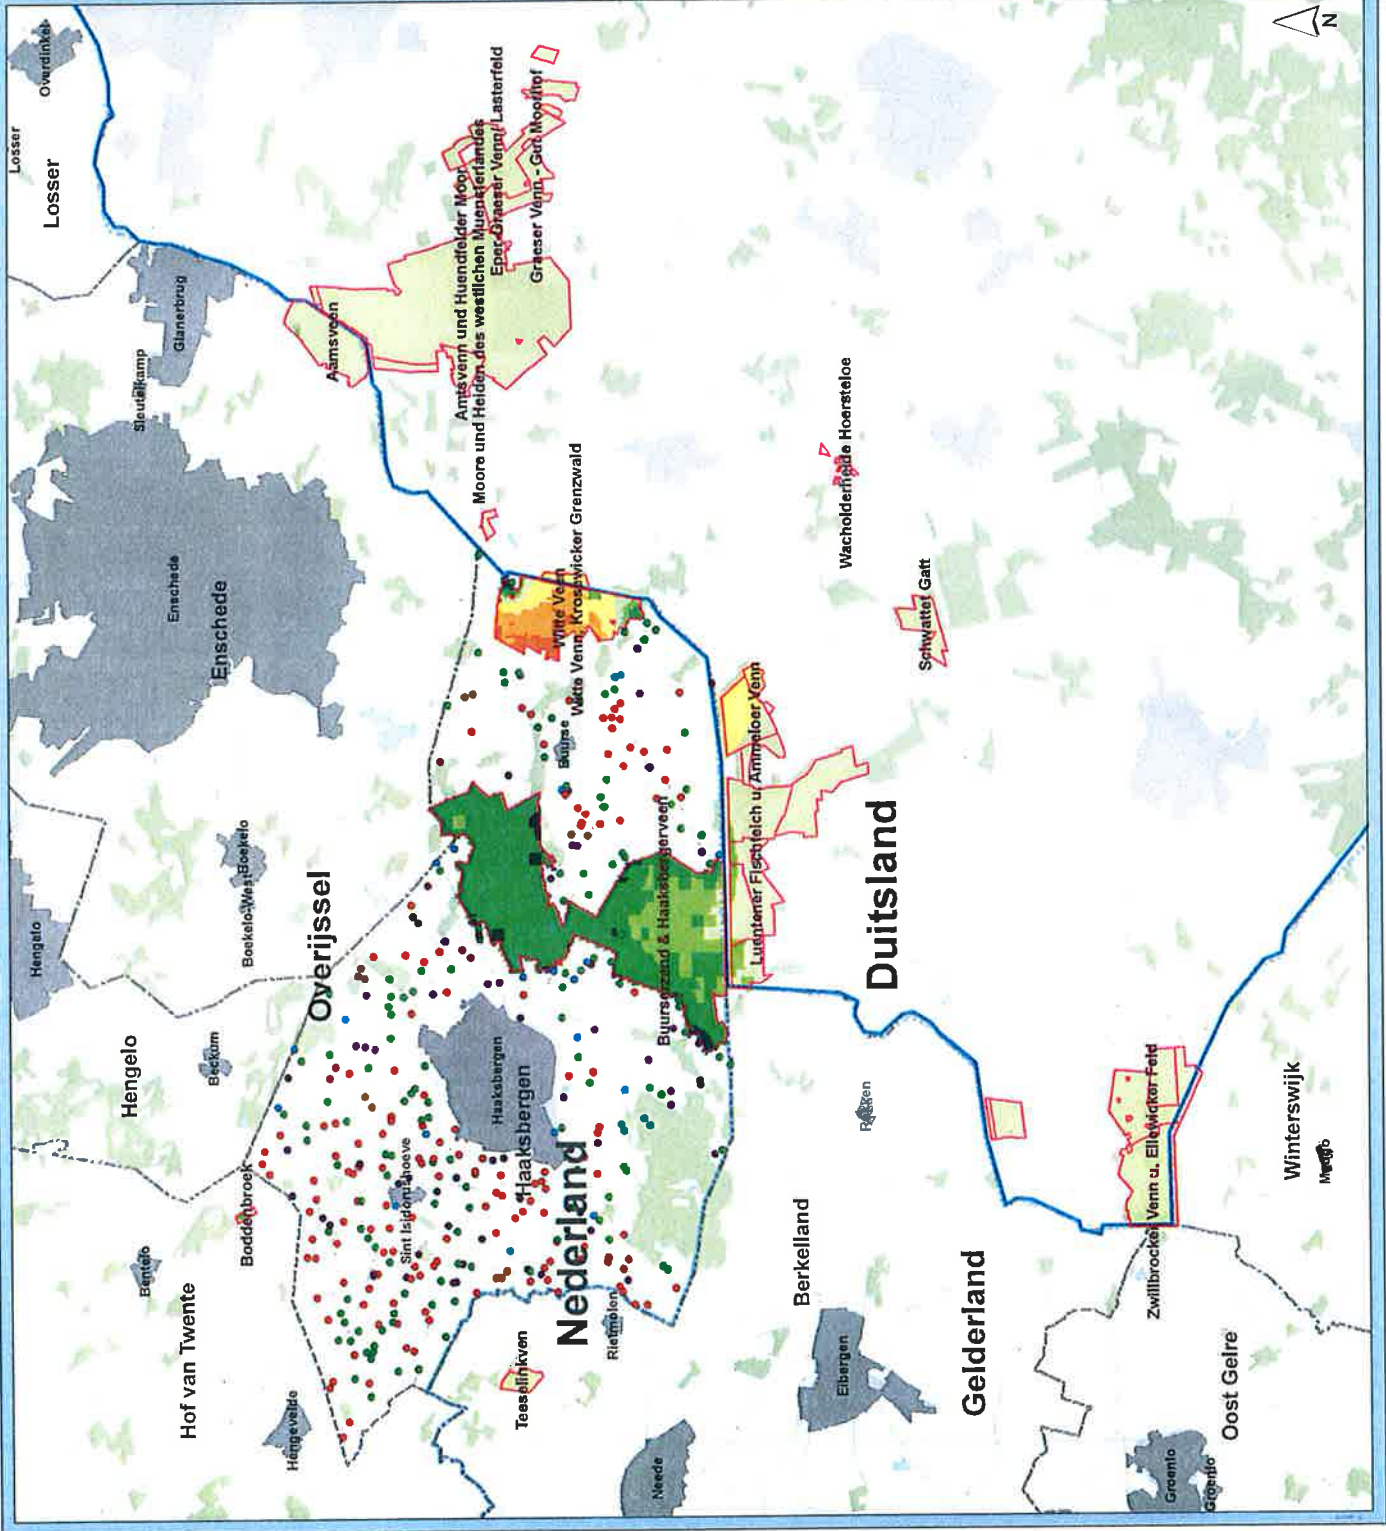 Overdinkel
Losser
Losser
Glanerbrug
Sleutelkamp
Enschede
Enschede
Aamsveen
Amtsvenn und Huendfelder Moor
Moore und Heiden des westlichen Muensterlandes
Eper-Graeser Venn/ Lasterfeld
Graeser Venn - Gut Moorhof
Witte Veen
Witte Venn, Krosewicker Grenzwald
Wacholderheide Hoersteloe
Schwattet Gatt
Hengelo
Boekelo-West
Boekelo
Overijssel
Buurse
Buurserzand & Haaksbergerveen
Luentener Fischteich u. Ammeloer Venn
Duitsland
Hengelo
Beckum
Haaksbergen
Haaksbergen
Boddenbroek
Sint Isidorushoeve
Nederland
Bentelo
Hof van Twente
Hengevelde
Teeselinkven
Rietmolen
Neede
Berkelland
Eibergen
Gelderland
Rekken
Zwillbrocker Venn u. Ellewicker Feld
Winterswijk
Oost Gelre
Groenlo
Groenlo
N